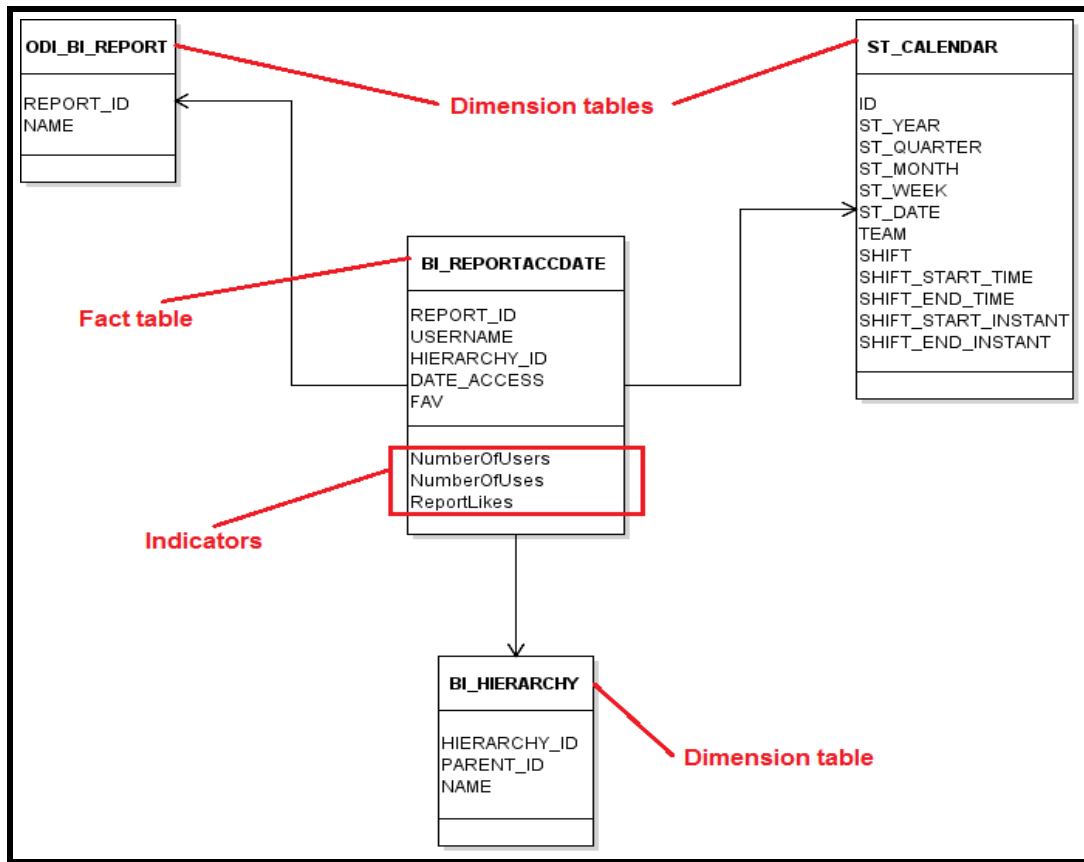 ODI_BI_REPORT
REPORT_ID
NAME
Dimension tables
ST_CALENDAR
ID
ST_YEAR
ST_QUARTER
ST_MONTH
ST_WEEK
ST_DATE
TEAM
SHIFT
SHIFT_START_TIME
SHIFT_END_TIME
SHIFT_START_INSTANT
SHIFT_END_INSTANT
Fact table
BI_REPORTACCDATE
REPORT_ID
USERNAME
HIERARCHY_ID
DATE_ACCESS
FAV
NumberOfUsers
NumberOfUses
ReportLikes
Indicators
BI_HIERARCHY
HIERARCHY_ID
PARENT_ID
NAME
Dimension table